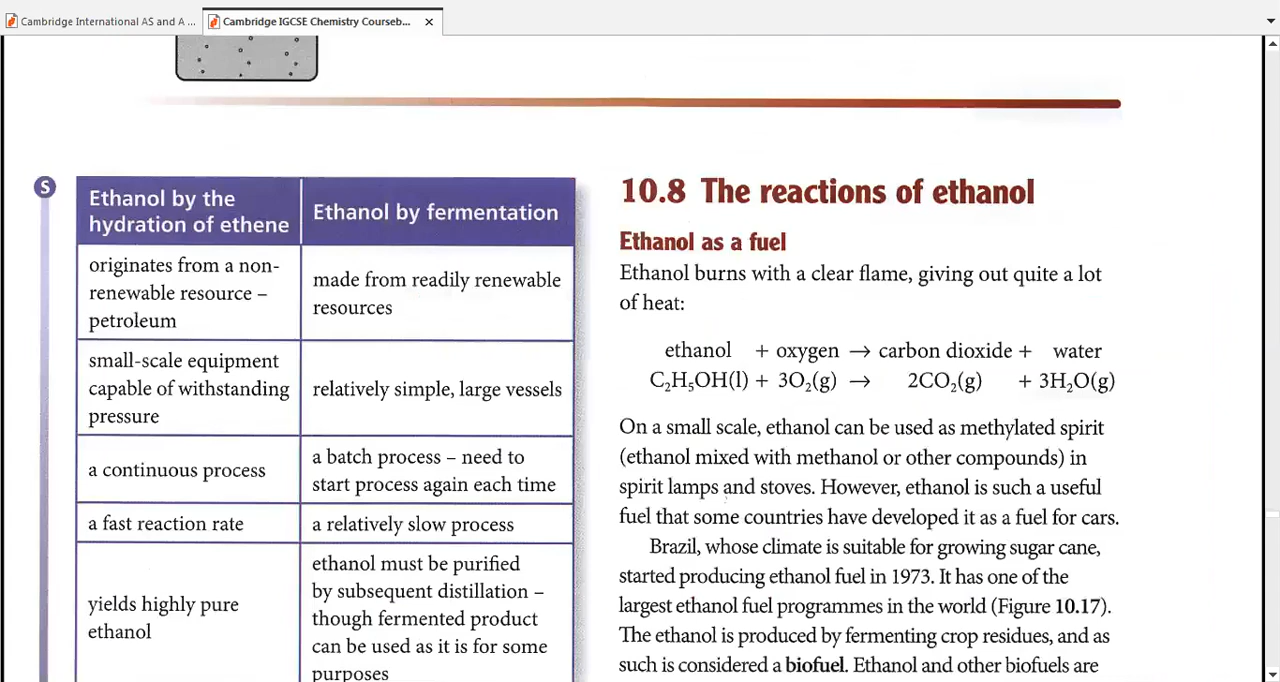 Cambridge International AS and A ...
Cambridge IGCSE Chemistry Courseb...
S
Ethanol by the
hydration of ethene
Ethanol by fermentation
originates from a non-
renewable resource –
petroleum
made from readily renewable
resources
small-scale equipment
capable of withstanding
pressure
relatively simple, large vessels
a continuous process
a batch process – need to
start process again each time
a fast reaction rate
a relatively slow process
yields highly pure
ethanol
ethanol must be purified
by subsequent distillation –
though fermented product
can be used as it is for some
purposes
10.8 The reactions of ethanol
Ethanol as a fuel
Ethanol burns with a clear flame, giving out quite a lot
of heat:
ethanol + oxygen → carbon dioxide + water
C₂H₅OH(l) + 3O₂(g) → 2CO₂(g) + 3H₂O(g)
On a small scale, ethanol can be used as methylated spirit
(ethanol mixed with methanol or other compounds) in
spirit lamps and stoves. However, ethanol is such a useful
fuel that some countries have developed it as a fuel for cars.
Brazil, whose climate is suitable for growing sugar cane,
started producing ethanol fuel in 1973. It has one of the
largest ethanol fuel programmes in the world (Figure 10.17).
The ethanol is produced by fermenting crop residues, and as
such is considered a biofuel. Ethanol and other biofuels are